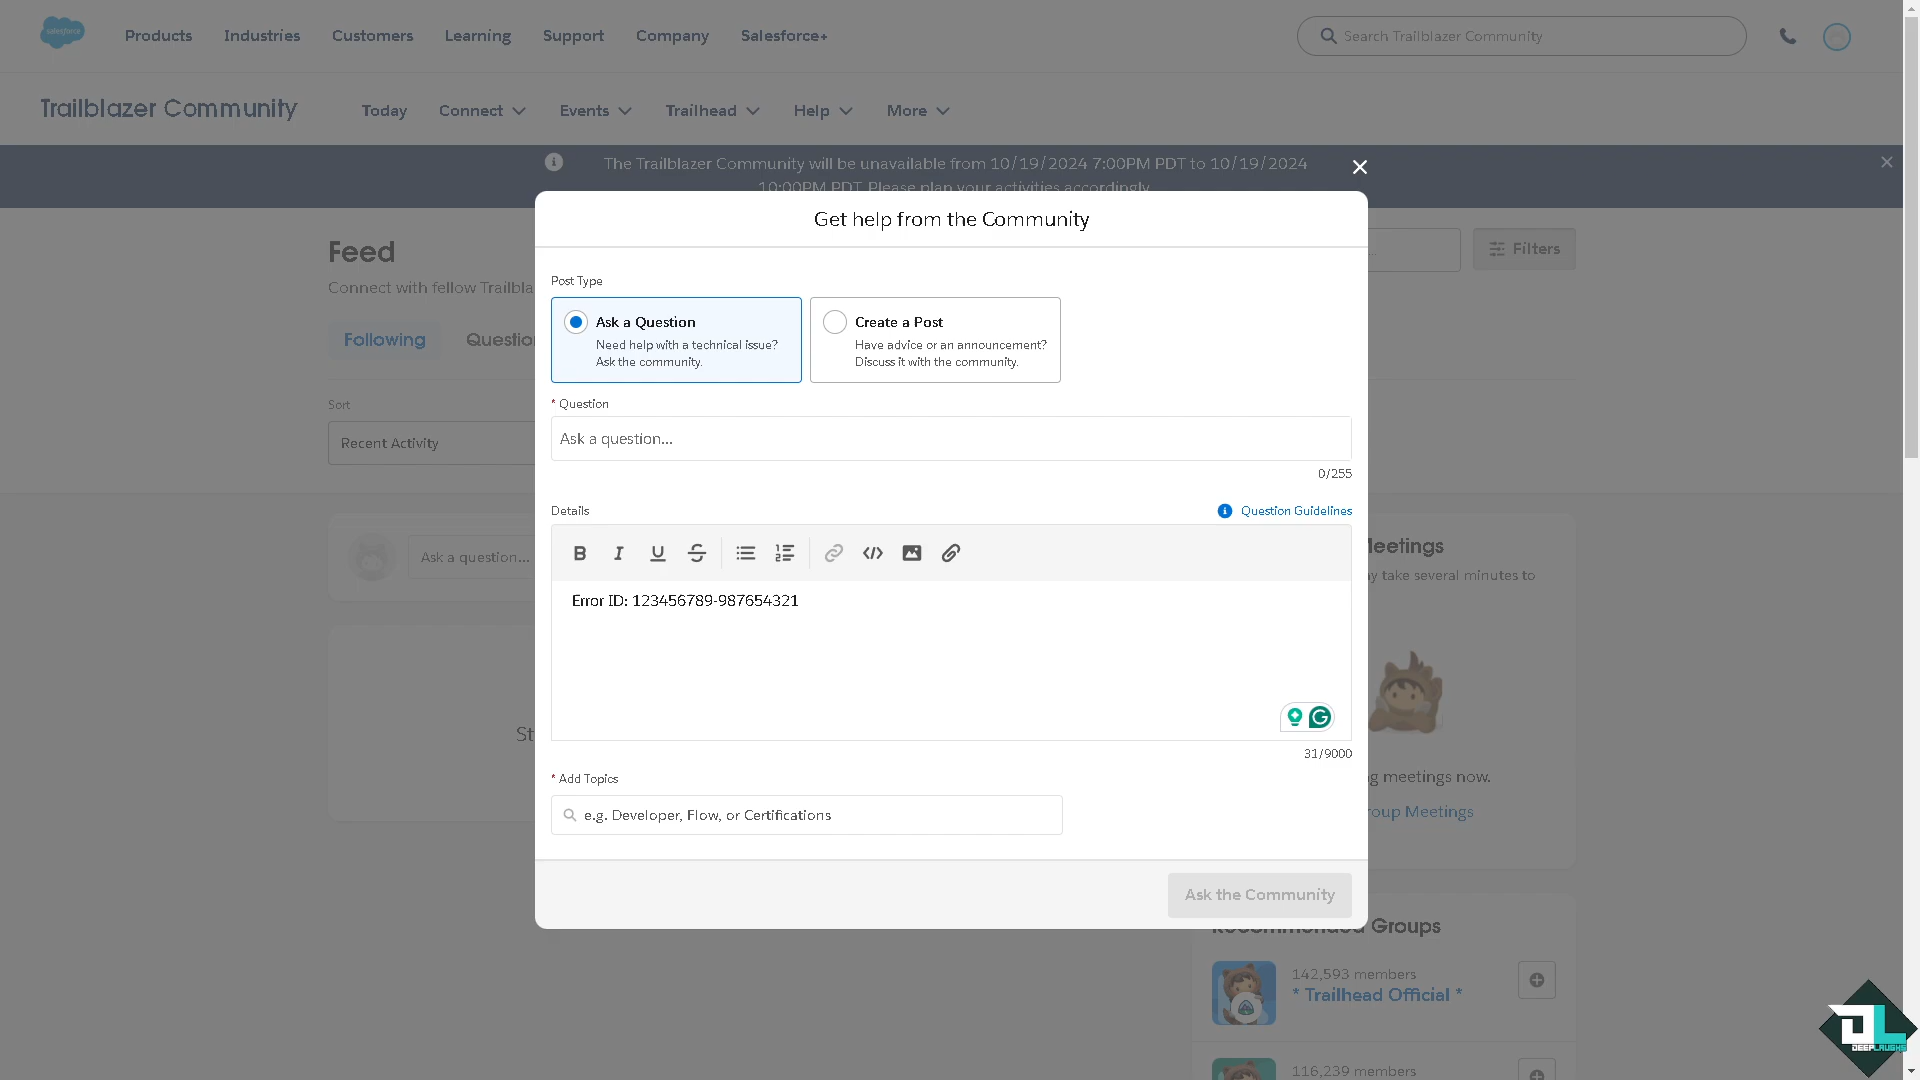 salesforce
Products
Industries
Customers
Learning
Support
Company
Salesforce+
Search Trailblazer Community
Trailblazer Community
Today
Connect
Events
Trailhead
Help
More
The Trailblazer Community will be unavailable from 10/19/2024 7:00PM PDT to 10/19/2024
10:00PM PDT. Please plan your activities accordingly.
Get help from the Community
Feed
Filters
Connect with fellow Trailbla
Following
Question
Sort
Recent Activity
Post Type
Ask a Question
Need help with a technical issue?
Ask the community.
Create a Post
Have advice or an announcement?
Discuss it with the community.
* Question
Ask a question...
0/255
Details
Question Guidelines
B I U S
Error ID: 123456789-987654321
31/9000
* Add Topics
e.g. Developer, Flow, or Certifications
Ask the Community
Ask a question...
St
Meetings
ay take several minutes to
g meetings now.
roup Meetings
Recommended Groups
142,593 members
* Trailhead Official *
116,239 members
DEEPLAUGHS